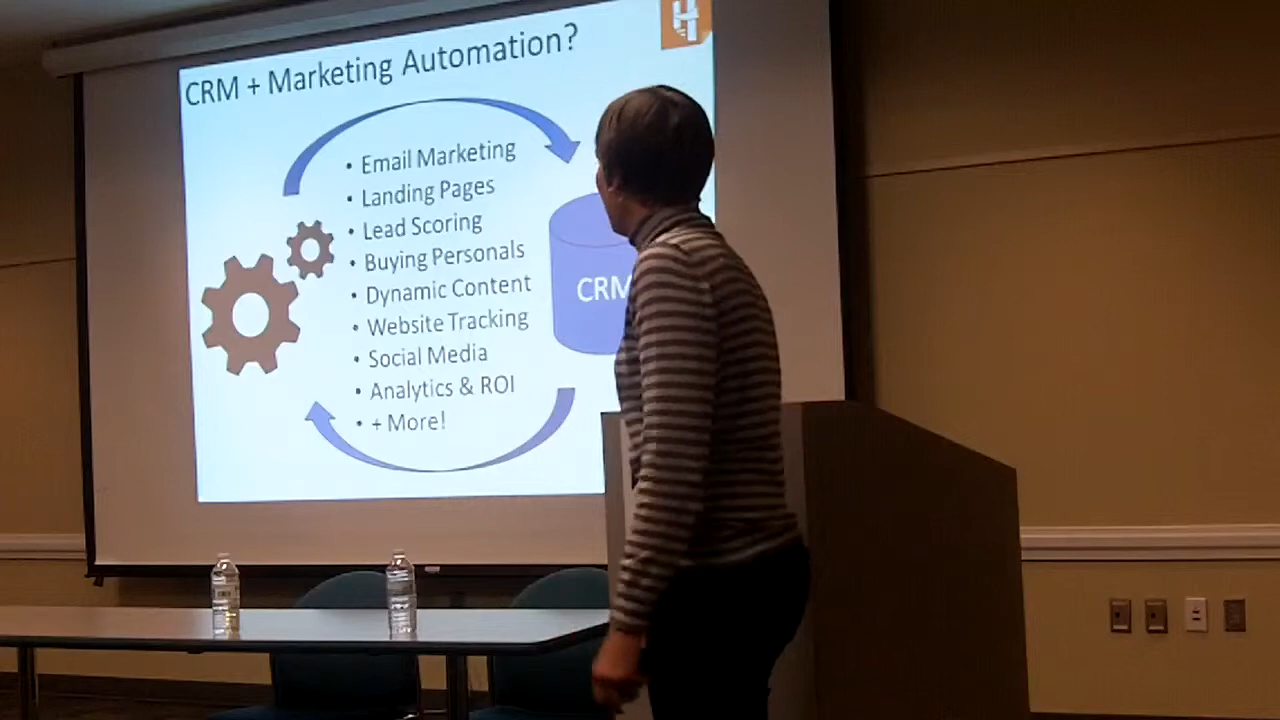 CRM + Marketing Automation?
• Email Marketing
• Landing Pages
• Lead Scoring
• Buying Personals
• Dynamic Content
• Website Tracking
• Social Media
• Analytics & ROI
• + More!
CRM